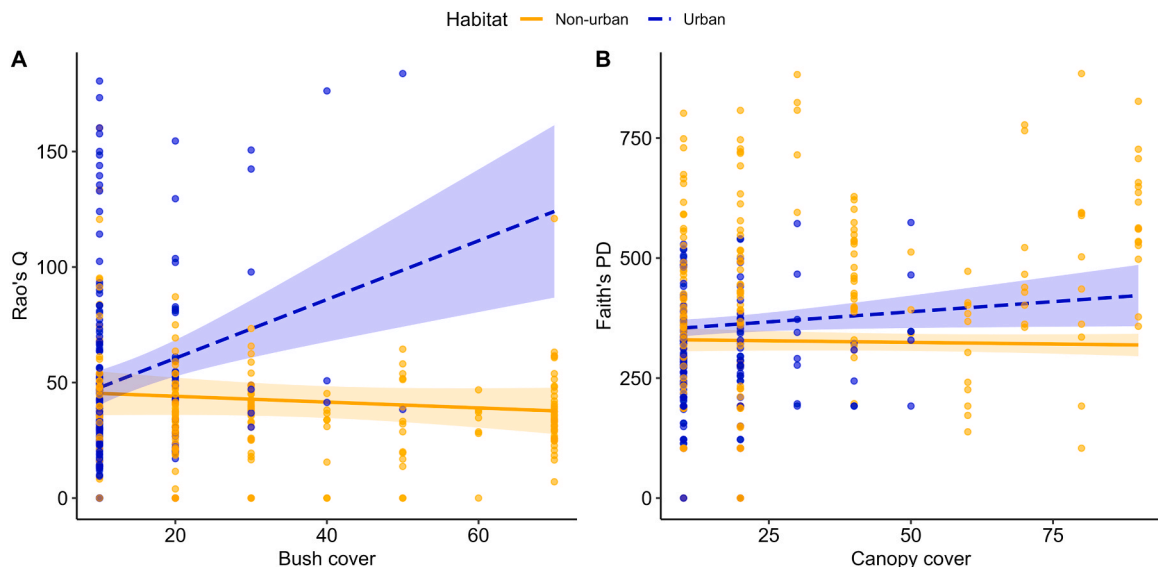 Habitat Non-urban Urban
A
Rao's Q
150
100
50
0
20
40
60
Bush cover
B
Faith's PD
750
500
250
0
25
50
75
Canopy cover